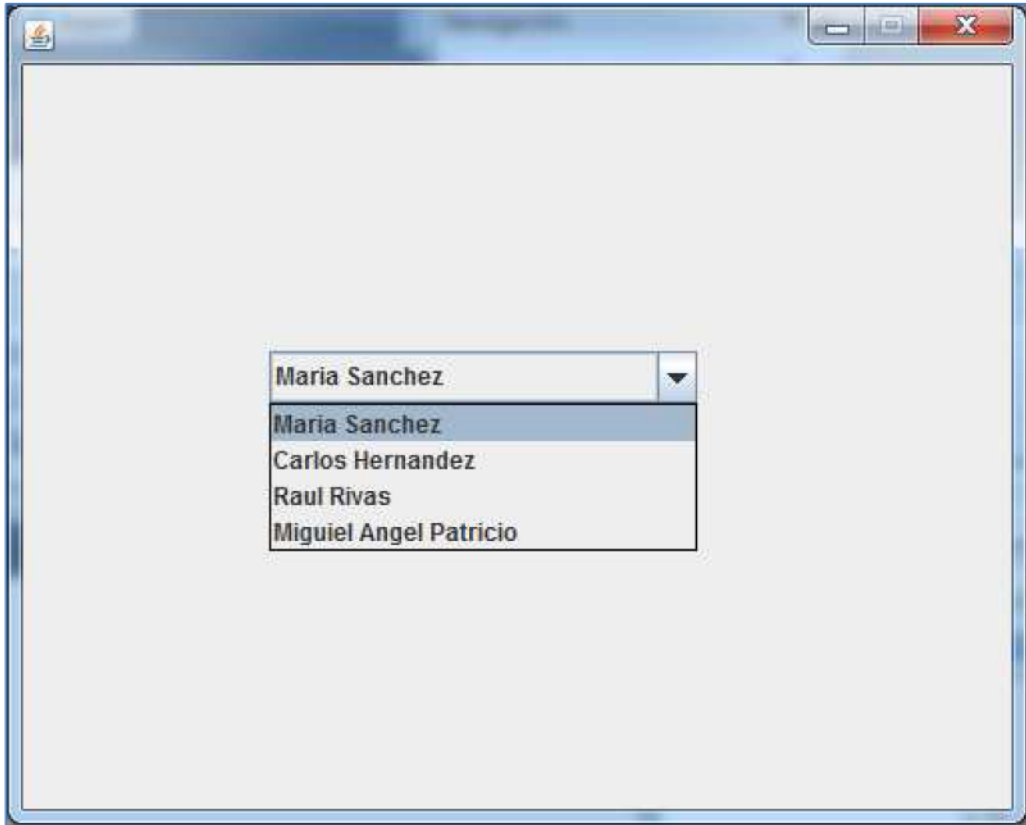 Maria Sanchez
Maria Sanchez
Carlos Hernandez
Raul Rivas
Miguiel Angel Patricio